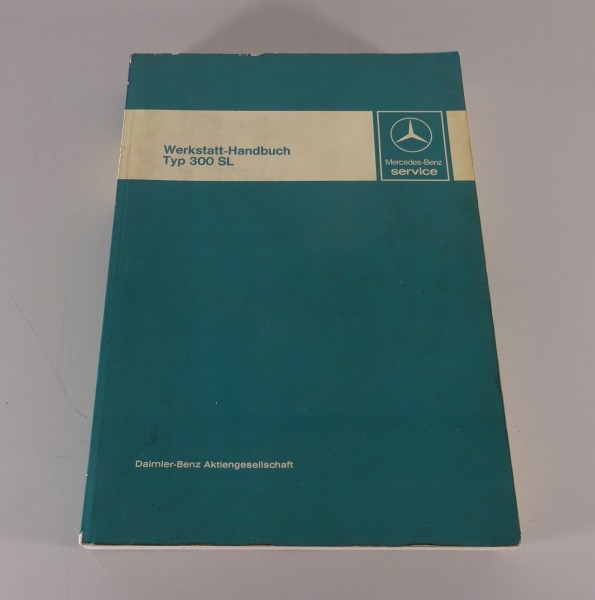 Werkstatt-Handbuch
Typ 300 SL
Mercedes-Benz
service
Daimler-Benz Aktiengesellschaft